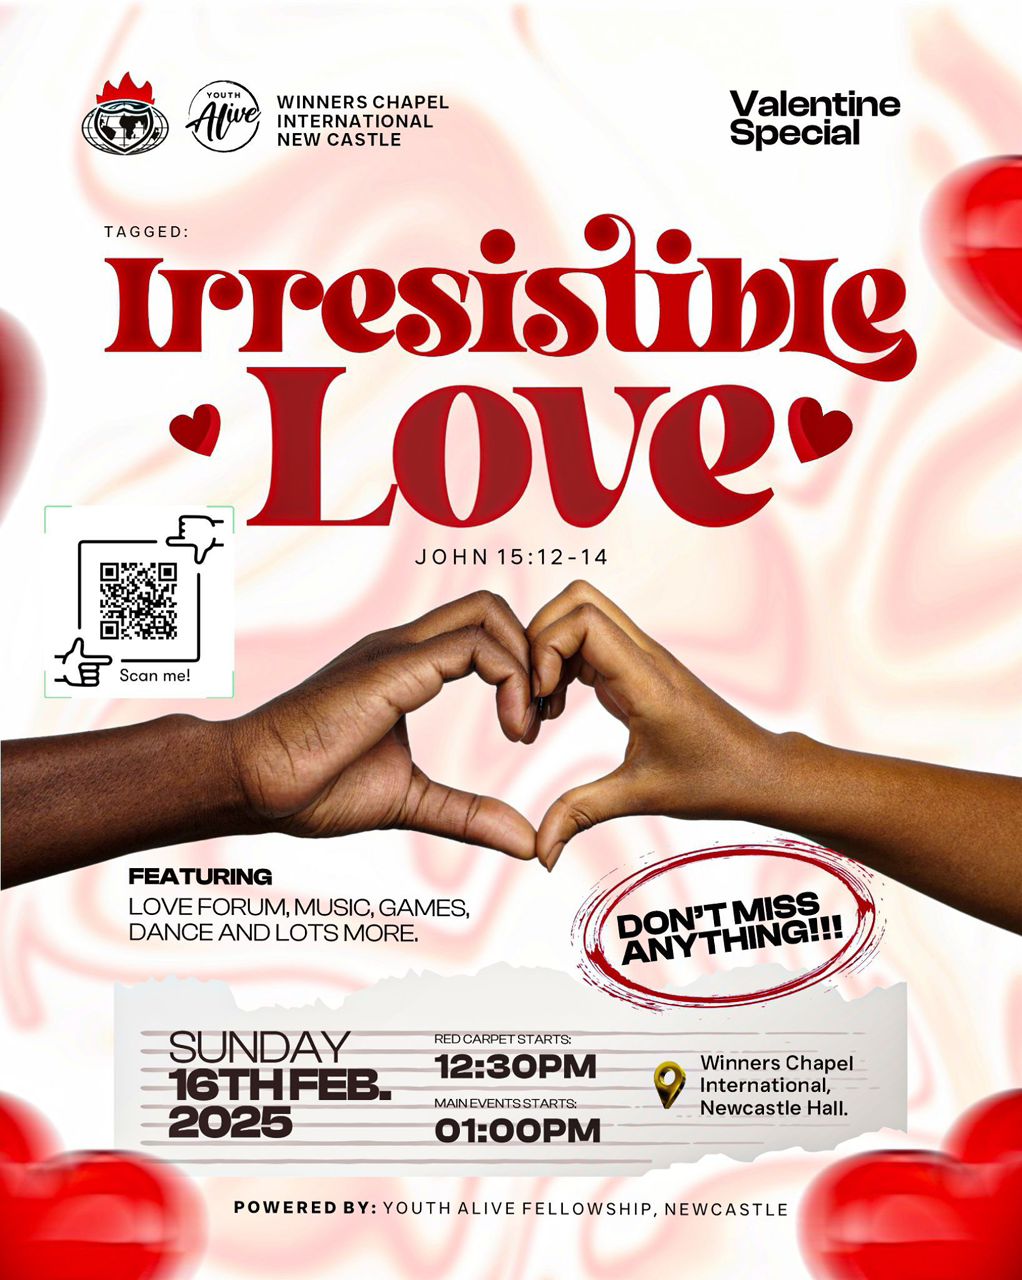 YOUTH
Alive
WINNERS CHAPEL
INTERNATIONAL
NEW CASTLE
Valentine
Special
TAGGED:
Irresistible
Love
JOHN 15:12-14
Scan me!
FEATURING
LOVE FORUM, MUSIC, GAMES,
DANCE AND LOTS MORE.
DON'T MISS
ANYTHING!!!
SUNDAY
16TH FEB.
2025
RED CARPET STARTS:
12:30PM
MAIN EVENTS STARTS:
01:00PM
Winners Chapel
International,
Newcastle Hall.
POWERED BY: YOUTH ALIVE FELLOWSHIP, NEWCASTLE